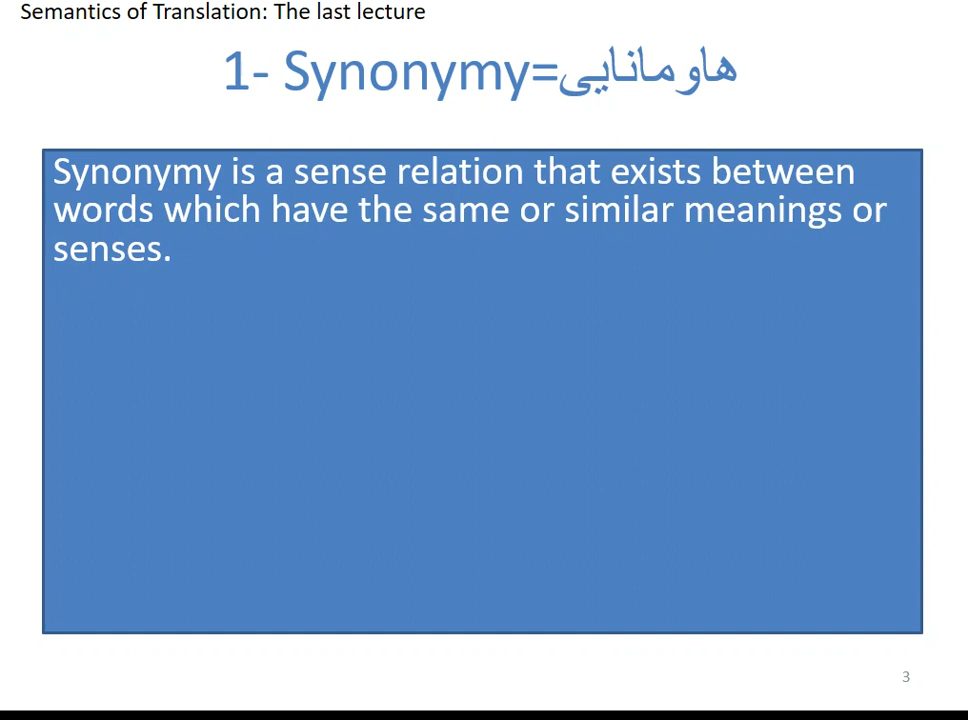 Semantics of Translation: The last lecture
1- Synonymy=هاومانایی
Synonymy is a sense relation that exists between
words which have the same or similar meanings or
senses.
3